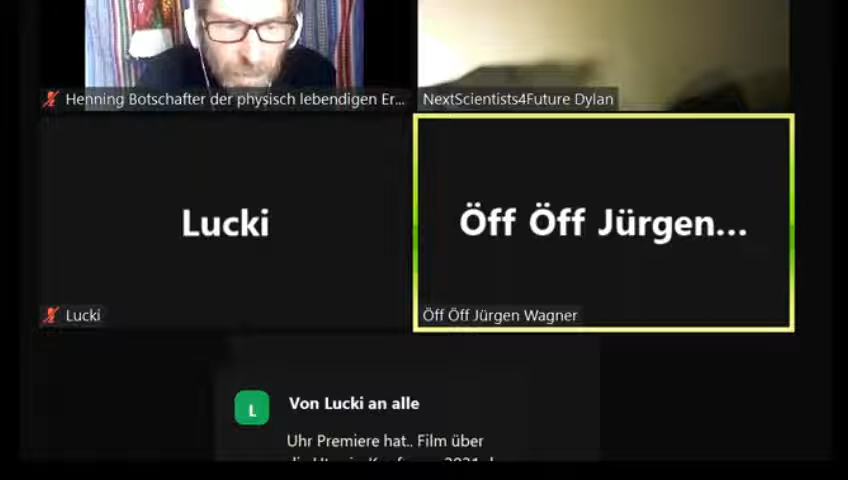 Henning Botschafter der physisch lebendigen Er...
NextScientists4Future Dylan
Lucki
Öff Öff Jürgen...
Lucki
Öff Öff Jürgen Wagner
L
Von Lucki an alle
Uhr Premiere hat.. Film über